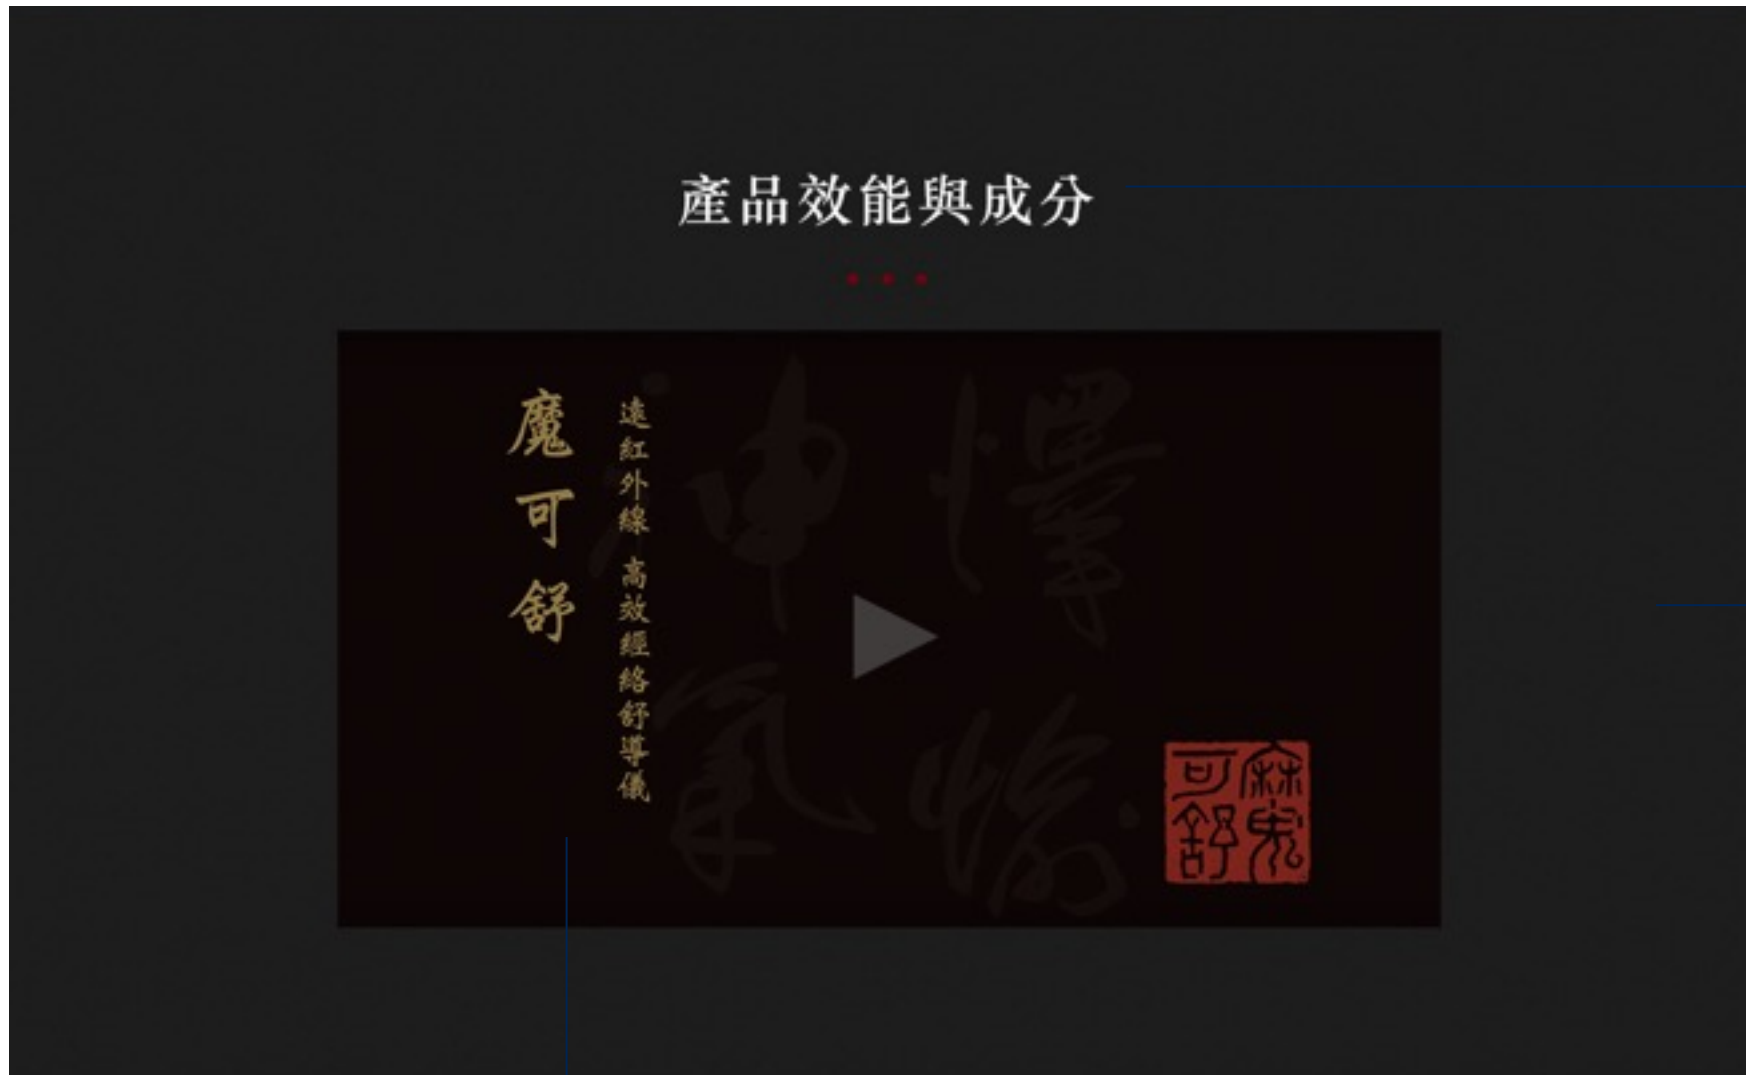 產品效能與成分
遠紅外線 高效經絡舒導儀
魔可舒
魔可舒